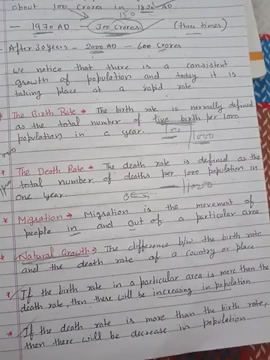 about 100 crores in 1820 AD
150
- 1970 AD - 300 crores (three times)
- After 30 years - 2000 AD - 600 Crores
We notice that there is a consistent
growth of population and today it is
taking place at a rapid rate.
* The Birth Rate → The birth rate is normally defined
as the total number of live birth per 1000
population in a year.
1000
* The Death Rate → The death rate is defined as the
total number of deaths per 1000 population in
one year.
* Migration → Migration is the movement of
people in and out of a particular area
* Natural Growth → The difference b/w the birth rate
and the death rate of a country or place
* If the birth rate in a particular area is more than the
death rate, then there will be increasing in population
* If the death rate is more than the birth rate,
then there will be decrease in population